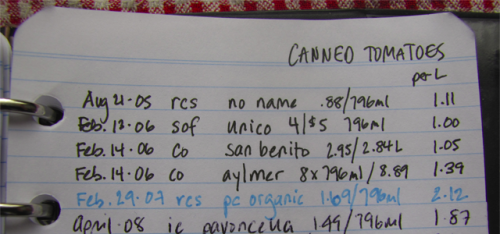 CANNED TOMATOES
per L
Aug 21-05 rcs no name .88/796ml 1.11
Feb. 13.06 sof unico 4/$5 796ml 1.00
Feb. 14.06 co san benito 2.95/2.84L 1.05
Feb. 14.06 co aylmer 8x796ml/8.89 1.39
Feb. 29.07 rcs pc organic 1.69/796ml 2.12
April.08 ic pavoncella 1.49/796ml 1.87